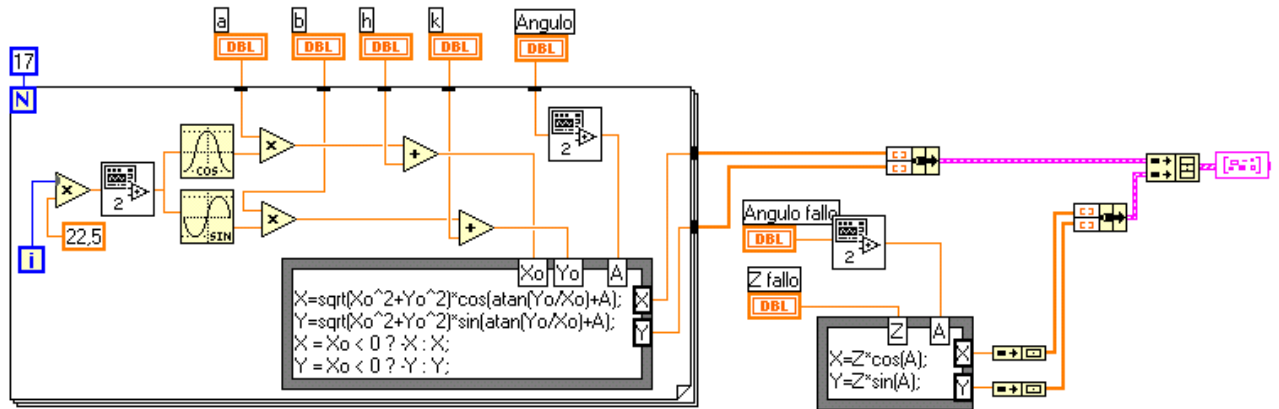 a
b
h
k
Angulo
DBL
DBL
DBL
DBL
DBL
17
N
2
COS
x
+
x
2
SIN
x
+
22,5
i
Xo
Yo
A
X=sqrt(Xo^2+Yo^2)*cos(atan(Yo/Xo)+A);
Y=sqrt(Xo^2+Yo^2)*sin(atan(Yo/Xo)+A);
X = Xo < 0 ? -X : X;
Y = Xo < 0 ? -Y : Y;
X
Y
Angulo fallo
DBL
2
Z fallo
DBL
Z
A
X=Z*cos(A);
Y=Z*sin(A);
X
Y